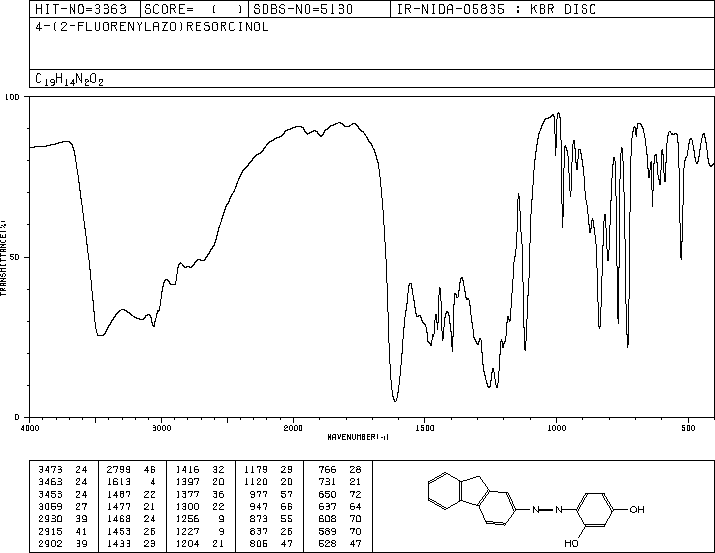 HIT-NO=3363 SCORE= ( ) SDBS-NO=5130 IR-NIDA-05835 : KBR DISC
4-(2-FLUORENYLAZO)RESORCINOL
C19H14N2O2
100
50
0
TRANSMITTANCE(%)
4000 3000 2000 1500 1000 500
WAVENUMBER(-1)
3473 24 2799 46 1416 32 1179 29 766 28
3463 24 1613 4 1397 20 1120 20 731 21
3453 24 1487 22 1377 36 977 57 650 72
3059 27 1477 21 1300 22 947 66 637 64
2930 39 1468 24 1256 9 873 55 608 70
2915 41 1453 26 1227 9 837 26 589 70
2902 39 1433 23 1204 21 806 47 528 47
N N
OH
HO